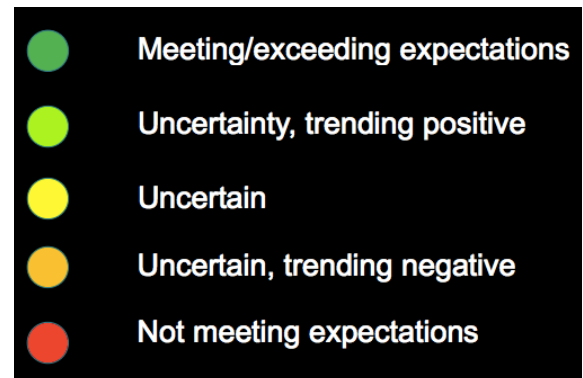 Meeting/exceeding expectations
Uncertainty, trending positive
Uncertain
Uncertain, trending negative
Not meeting expectations